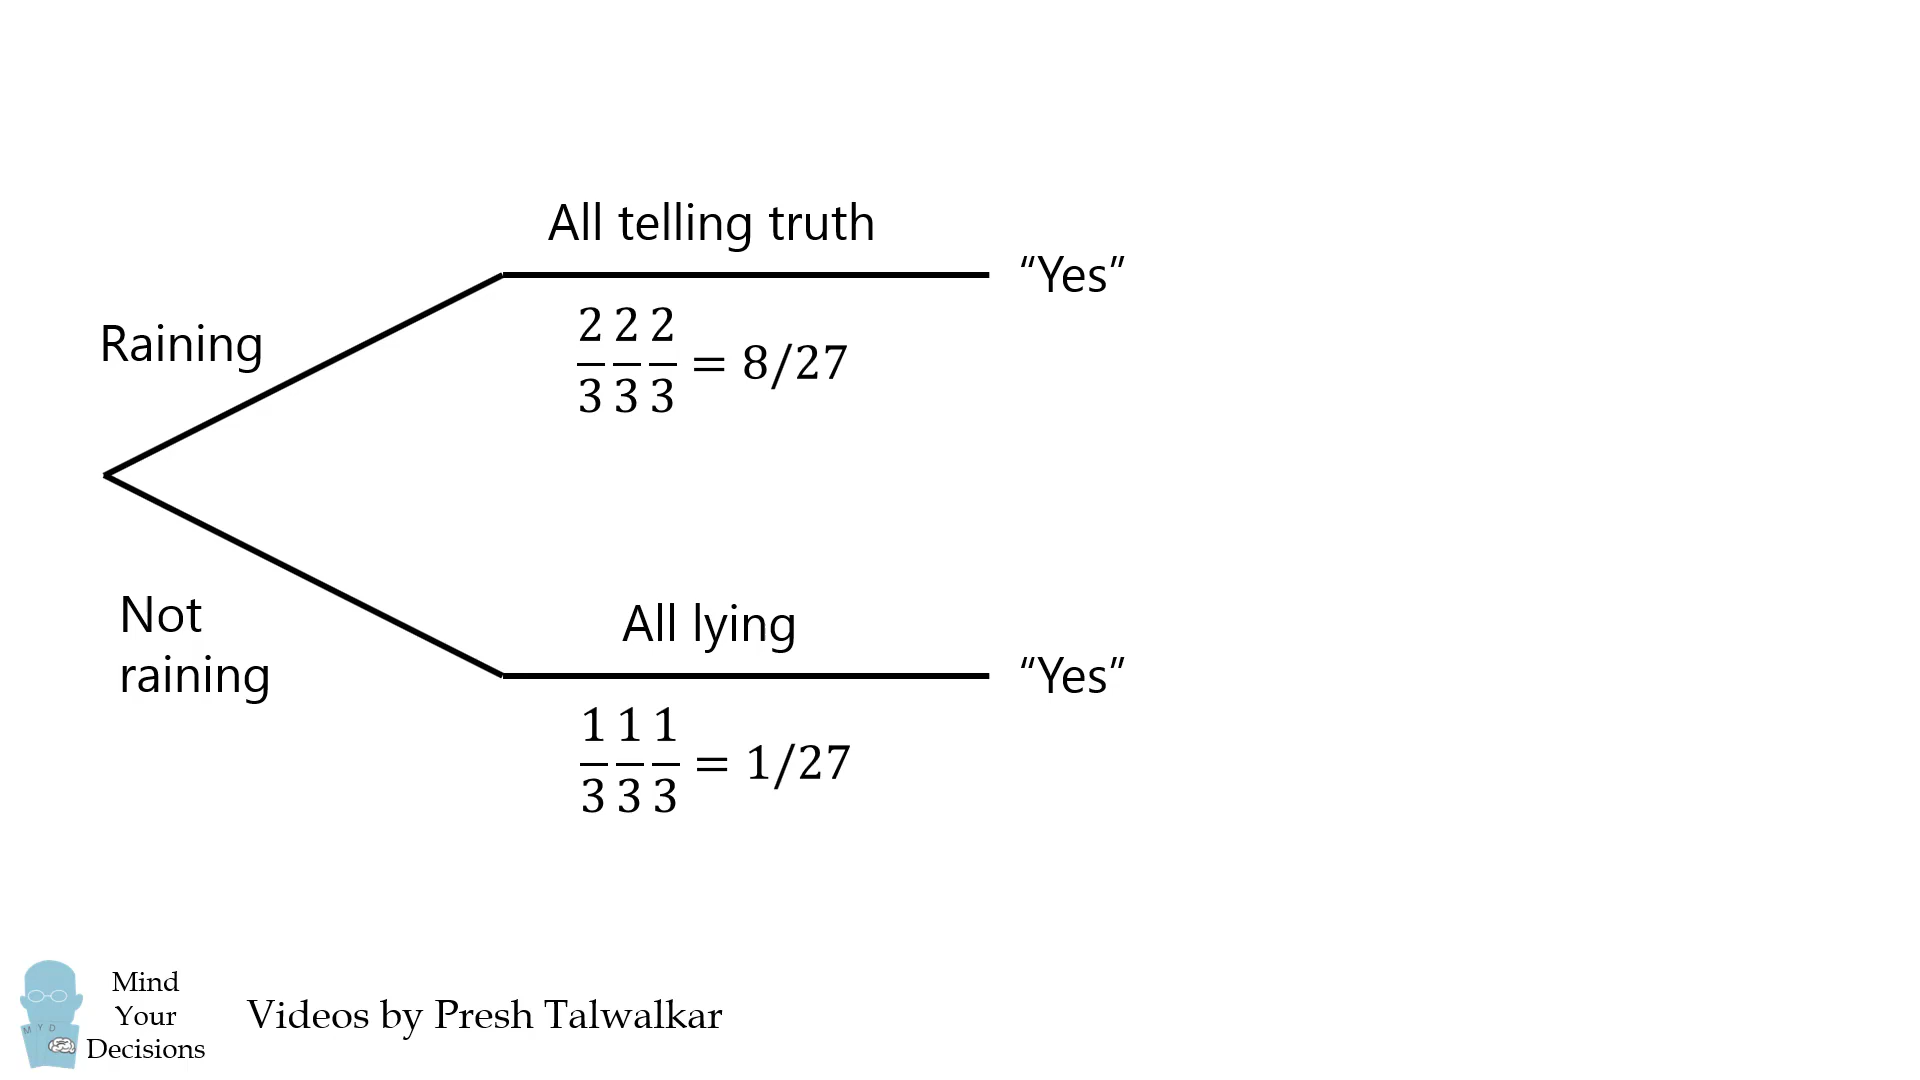 All telling truth
"Yes"
Raining
2/3 2/3 2/3 = 8/27
Not
raining
All lying
"Yes"
1/3 1/3 1/3 = 1/27
M Y D
Mind
Your
Decisions
Videos by Presh Talwalkar